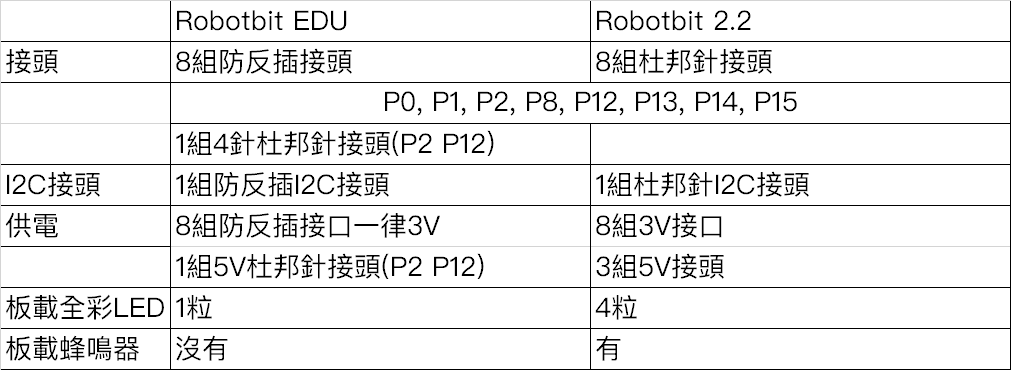 Robotbit EDU Robotbit 2.2
接頭 8組防反插接頭 8組杜邦針接頭
P0, P1, P2, P8, P12, P13, P14, P15
1組4針杜邦針接頭(P2 P12)
I2C接頭 1組防反插I2C接頭 1組杜邦針I2C接頭
供電 8組防反插接口一律3V 8組3V接口
1組5V杜邦針接頭(P2 P12) 3組5V接頭
板載全彩LED 1粒 4粒
板載蜂鳴器 沒有 有